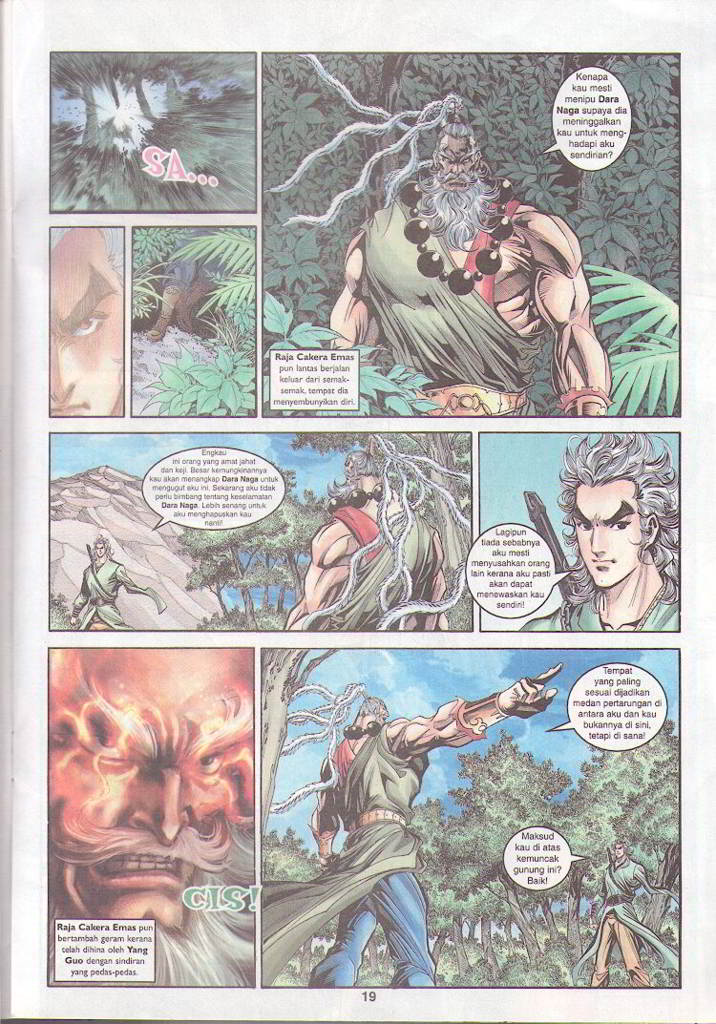 SA...
Kenapa
kau mesti
menipu Dara
Naga supaya dia
meninggalkan
kau untuk meng-
hadapi aku
sendirian?
Raja Cakera Emas
pun lantas berjalan
keluar dari semak-
semak, tempat dia
menyembunyikan diri.
Engkau
ini orang yang amat jahat
dan keji. Besar kemungkinannya
kau akan menangkap Dara Naga untuk
mengugut aku ini. Sekarang aku tidak
perlu bimbang tentang keselamatan
Dara Naga. Lebih senang untuk
aku menghapuskan kau
nanti!
Lagipun
tiada sebabnya
aku mesti
menyusahkan orang
lain kerana aku pasti
akan dapat
menewaskan kau
sendiri!
CIS!
Raja Cakera Emas pun
bertambah geram kerana
telah dihina oleh Yang
Guo dengan sindiran
yang pedas-pedas.
Tempat
yang paling
sesuai dijadikan
medan pertarungan di
antara aku dan kau
bukannya di sini,
tetapi di sana!
Maksud
kau di atas
kemuncak
gunung ini?
Baik!
19